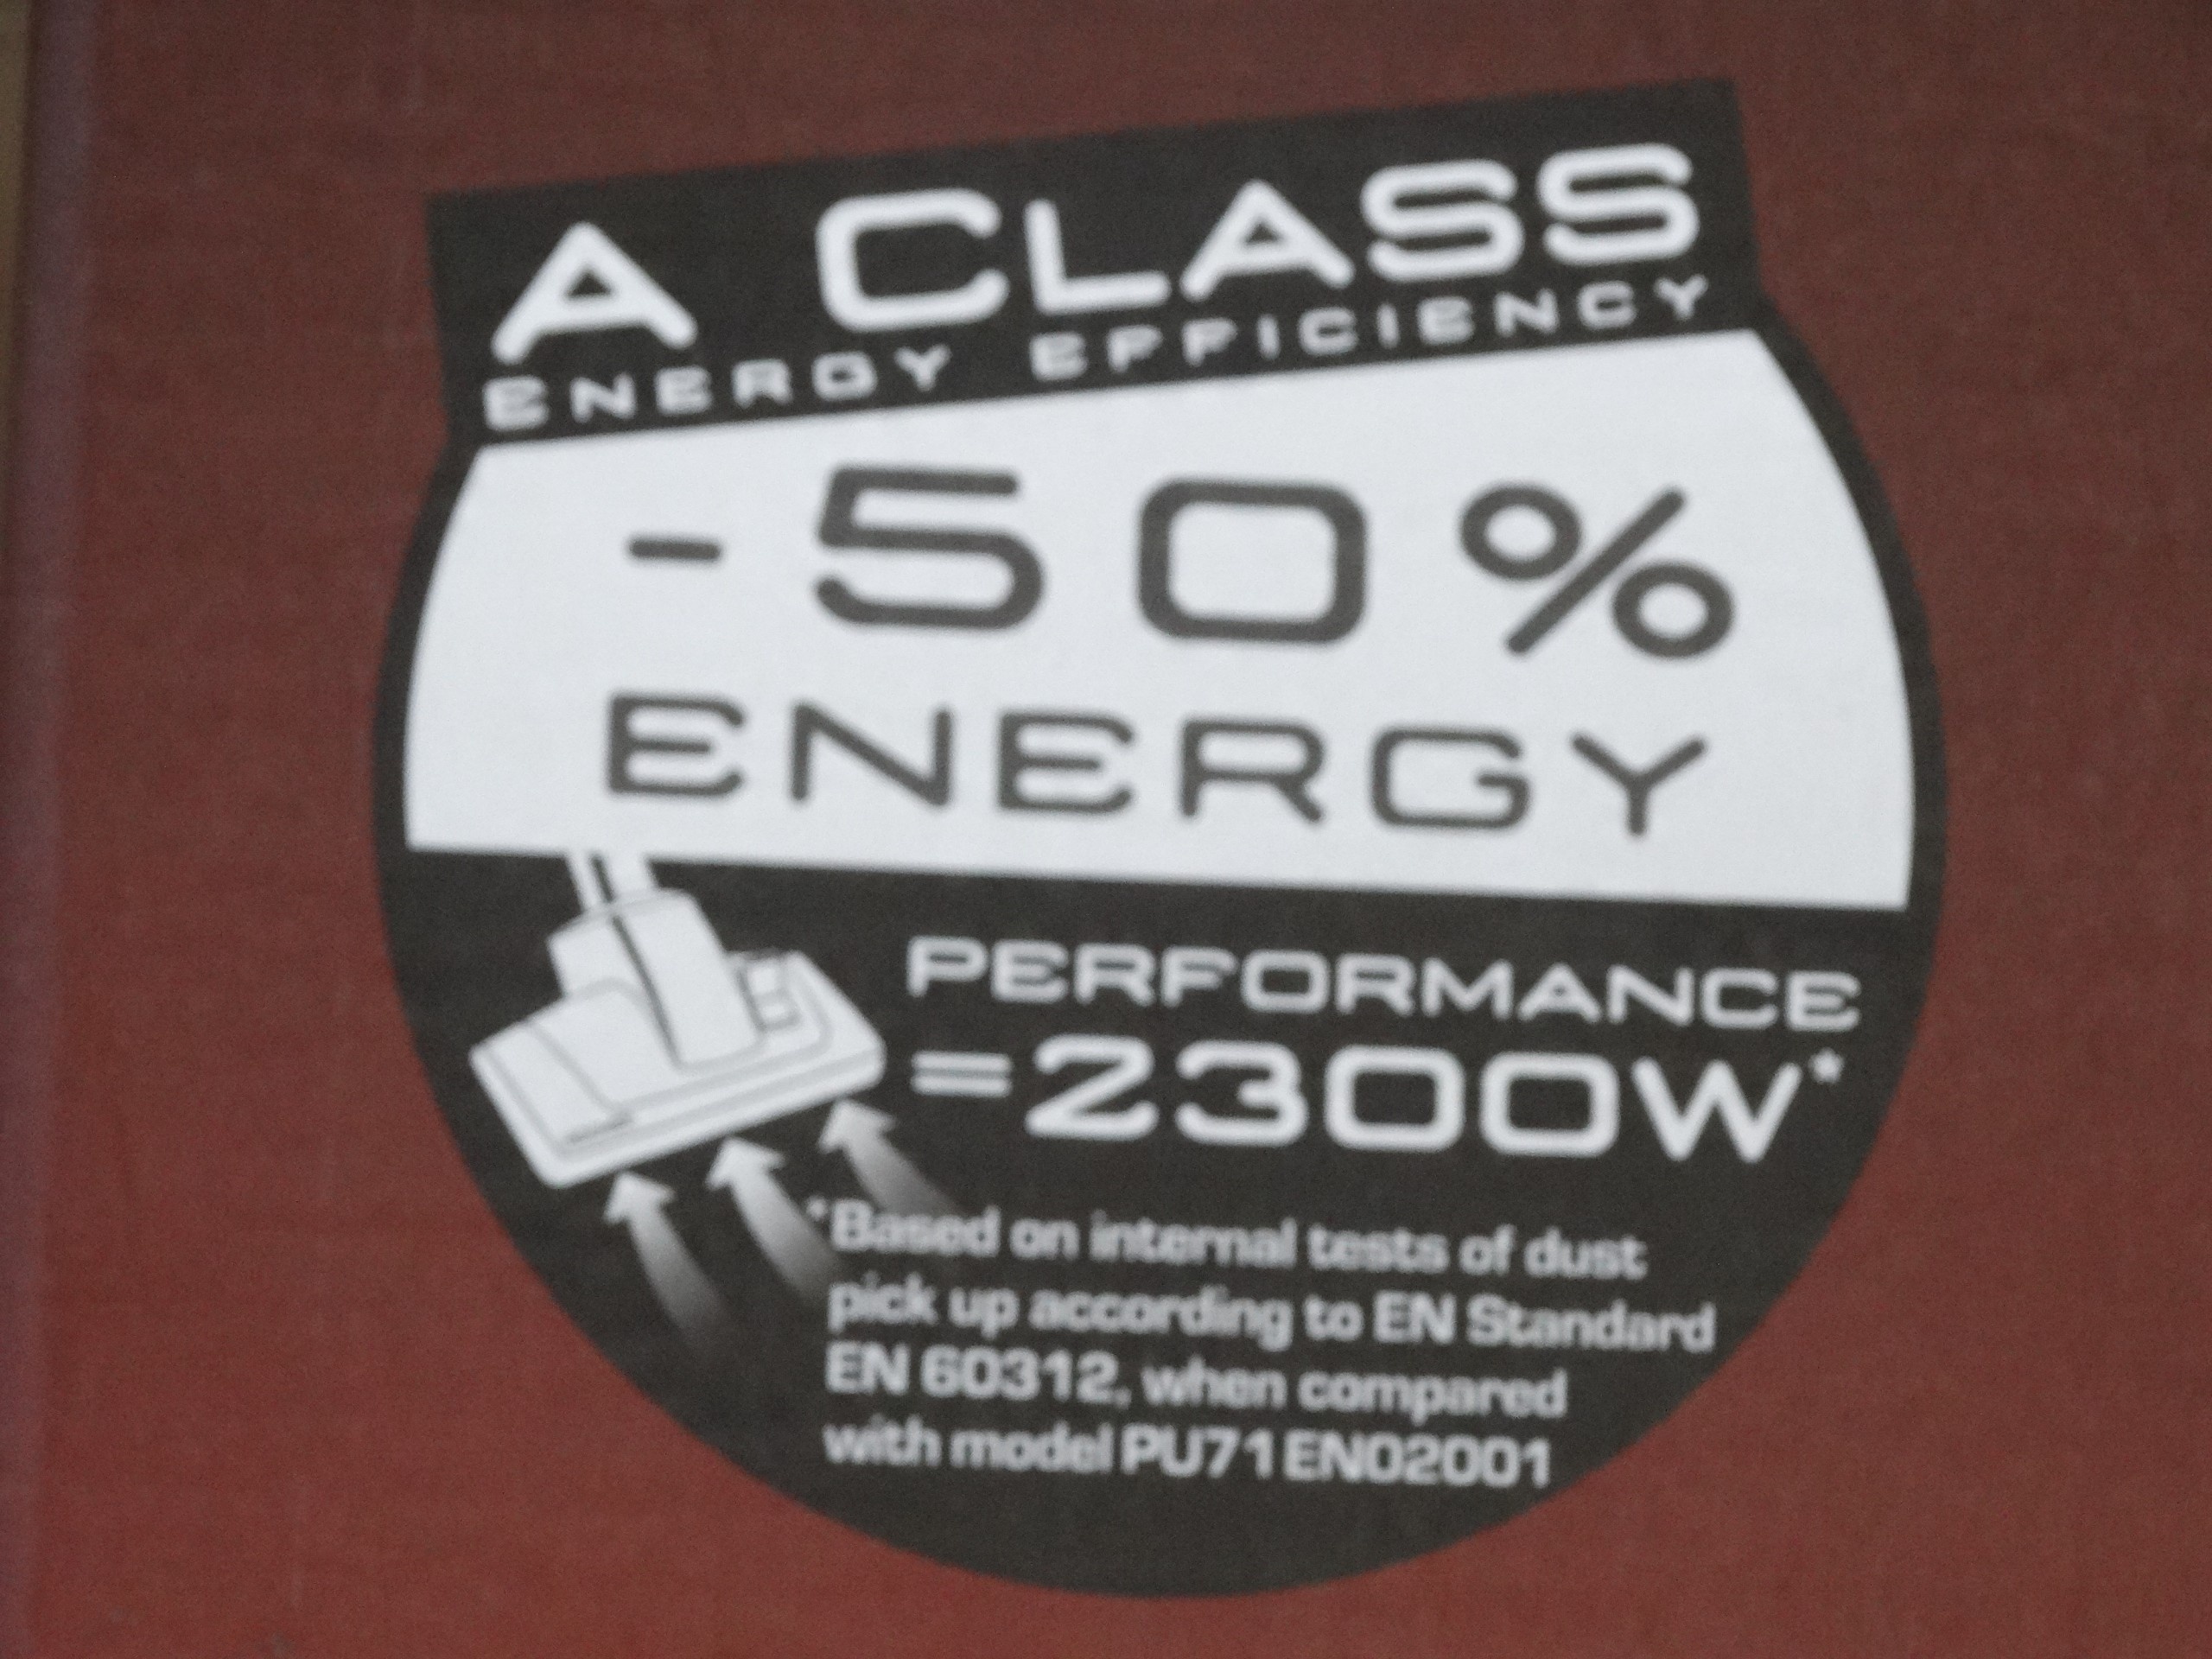 A CLASS
ENERGY EFFICIENCY
-50%
ENERGY
PERFORMANCE
=2300W*
*Based on internal tests of dust
pick up according to EN Standard
EN 60312, when compared
with model PU71EN02001